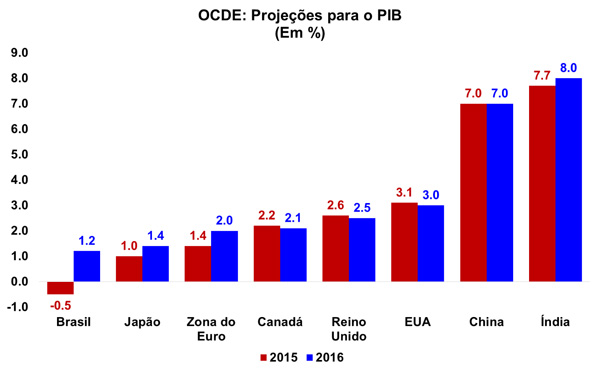 OCDE: Projeções para o PIB
(Em %)
9.0
8.0
7.0
6.0
5.0
4.0
3.0
2.0
1.0
0.0
-1.0
-0.5
1.2
1.0
1.4
1.4
2.0
2.2
2.1
2.6
2.5
3.1
3.0
7.0
7.0
7.7
8.0
Brasil
Japão
Zona do
Euro
Canadá
Reino
Unido
EUA
China
Índia
2015
2016